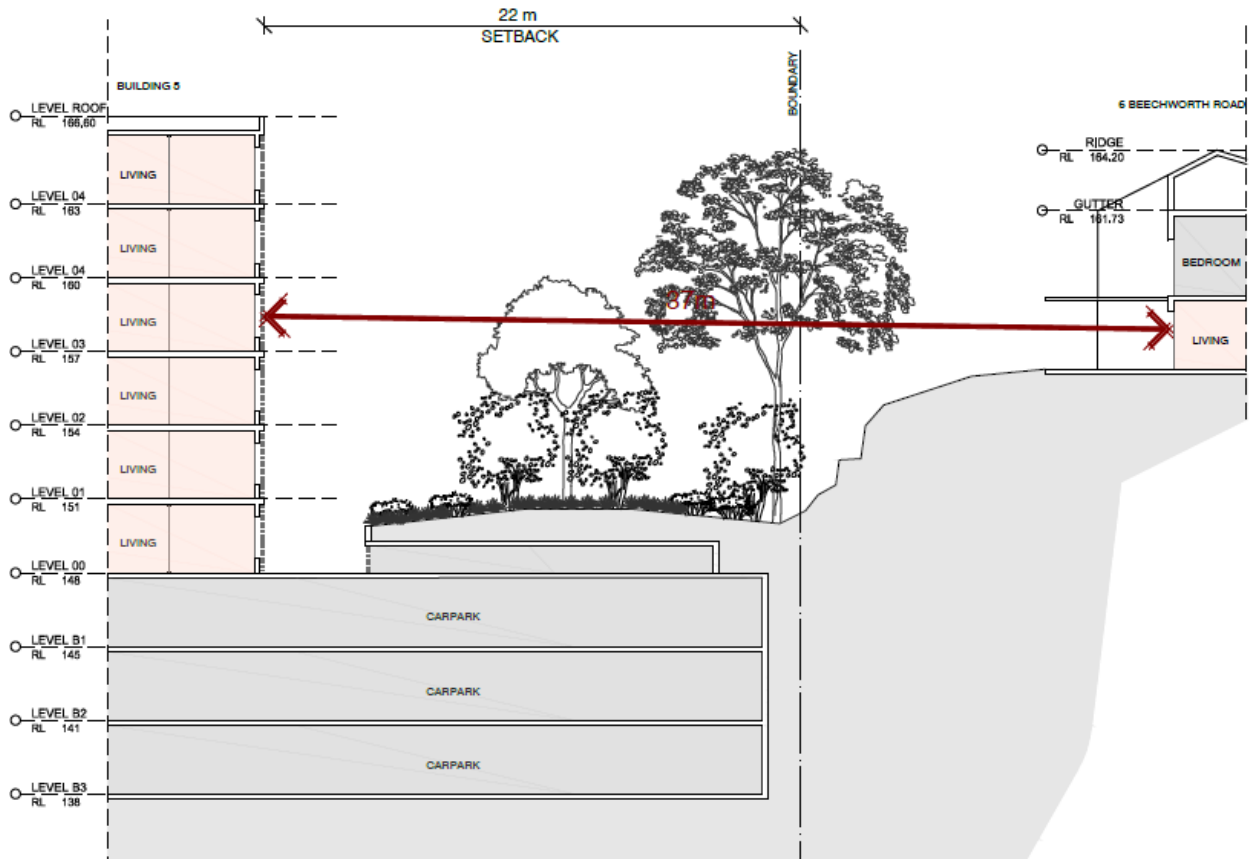 22 m
SETBACK
BUILDING 5
BOUNDARY
6 BEECHWORTH ROAD
LEVEL ROOF
RL 166.60
RIDGE
RL 164.20
LIVING
LEVEL 04
RL 163
GUTTER
RL 161.73
LIVING
BEDROOM
LEVEL 04
RL 160
37m
LIVING
LIVING
LEVEL 03
RL 157
LIVING
LEVEL 02
RL 154
LIVING
LEVEL 01
RL 151
LIVING
LEVEL 00
RL 148
CARPARK
LEVEL B1
RL 145
CARPARK
LEVEL B2
RL 141
CARPARK
LEVEL B3
RL 138